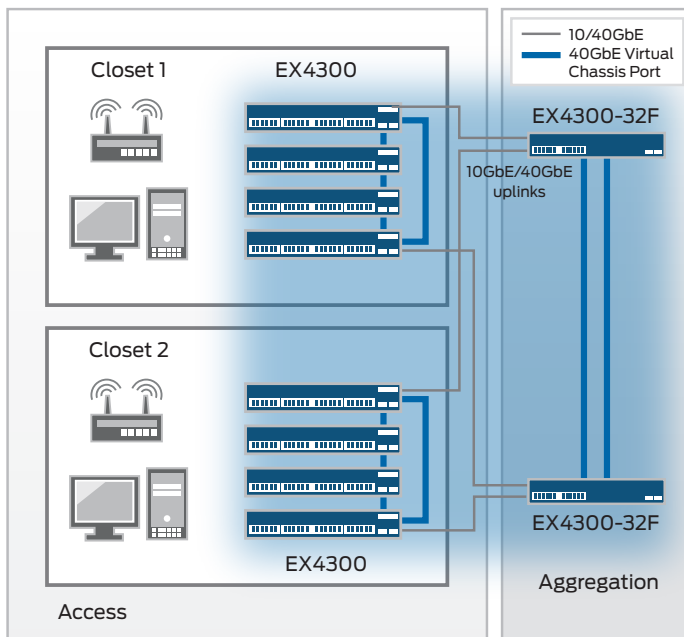 10/40GbE
40GbE Virtual
Chassis Port
Closet 1
EX4300
EX4300-32F
10GbE/40GbE
uplinks
Closet 2
EX4300
EX4300-32F
Aggregation
Access